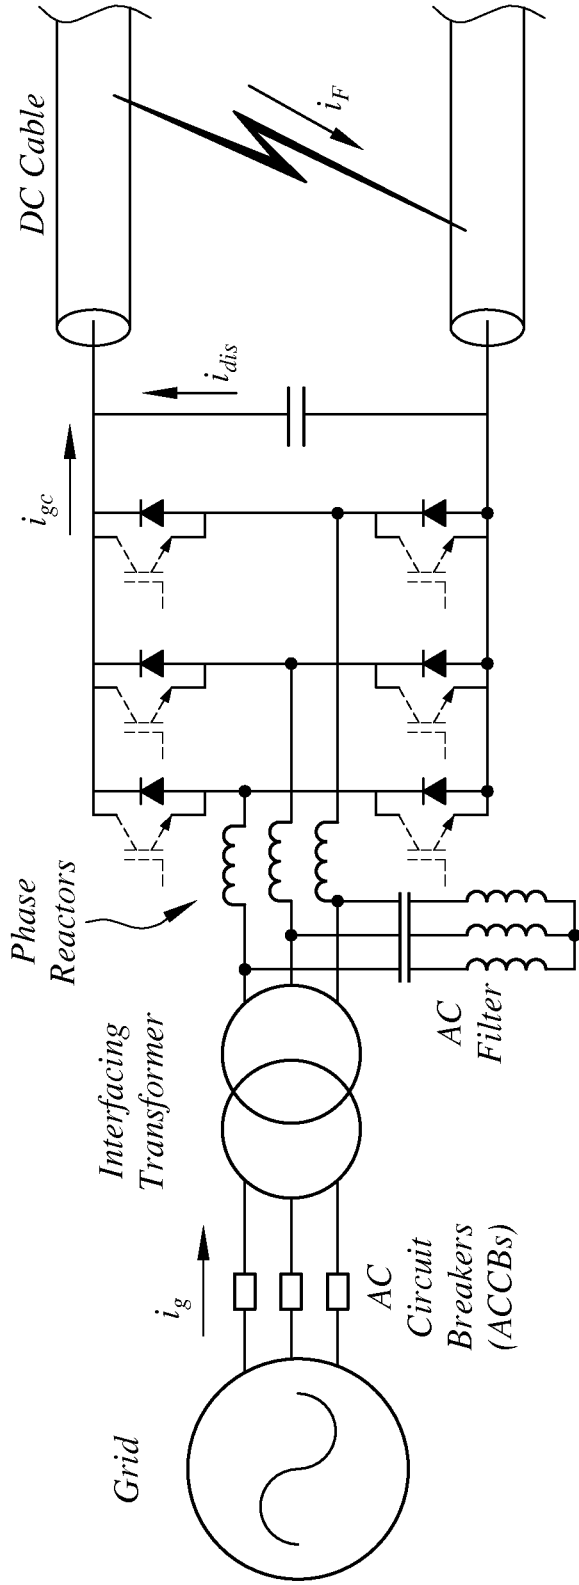 Grid
i_g
AC
Circuit
Breakers
(ACCBs)
Interfacing
Transformer
Phase
Reactors
AC
Filter
i_gc
i_dis
DC Cable
i_F